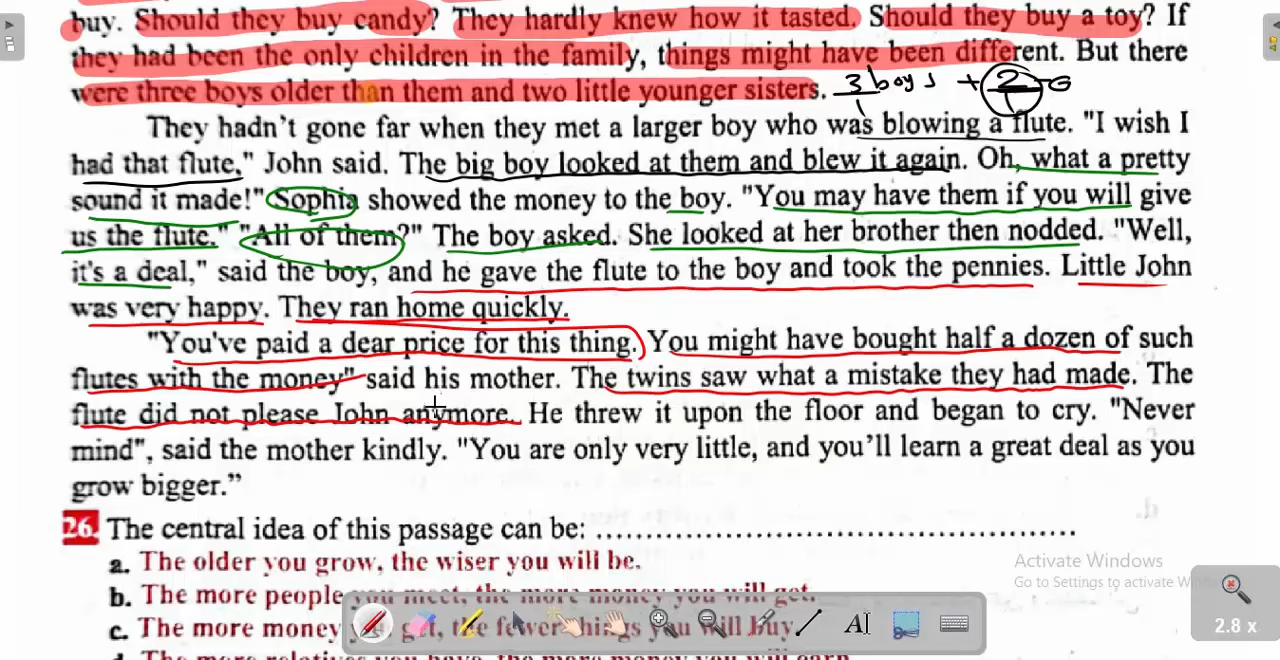 buy. Should they buy candy? They hardly knew how it tasted. Should they buy a toy? If
they had been the only children in the family, things might have been different. But there
were three boys older than them and two little younger sisters. 3 boys + 2
They hadn't gone far when they met a larger boy who was blowing a flute. "I wish I
had that flute," John said. The big boy looked at them and blew it again. Oh, what a pretty
sound it made!" Sophia showed the money to the boy. "You may have them if you will give
us the flute." "All of them?" The boy asked. She looked at her brother then nodded. "Well,
it's a deal," said the boy, and he gave the flute to the boy and took the pennies. Little John
was very happy. They ran home quickly.
"You've paid a dear price for this thing. You might have bought half a dozen of such
flutes with the money" said his mother. The twins saw what a mistake they had made. The
flute did not please John anymore. He threw it upon the floor and began to cry. "Never
mind", said the mother kindly. "You are only very little, and you'll learn a great deal as you
grow bigger."
26. The central idea of this passage can be: ....................................................
a. The older you grow, the wiser you will be.
b. The more people you meet, the more money you will get.
c. The more money you get, the fewer things you will buy
d. The more relatives you have, the more money you will earn
Activate Windows
Go to Settings to activate
AI
2.8 x